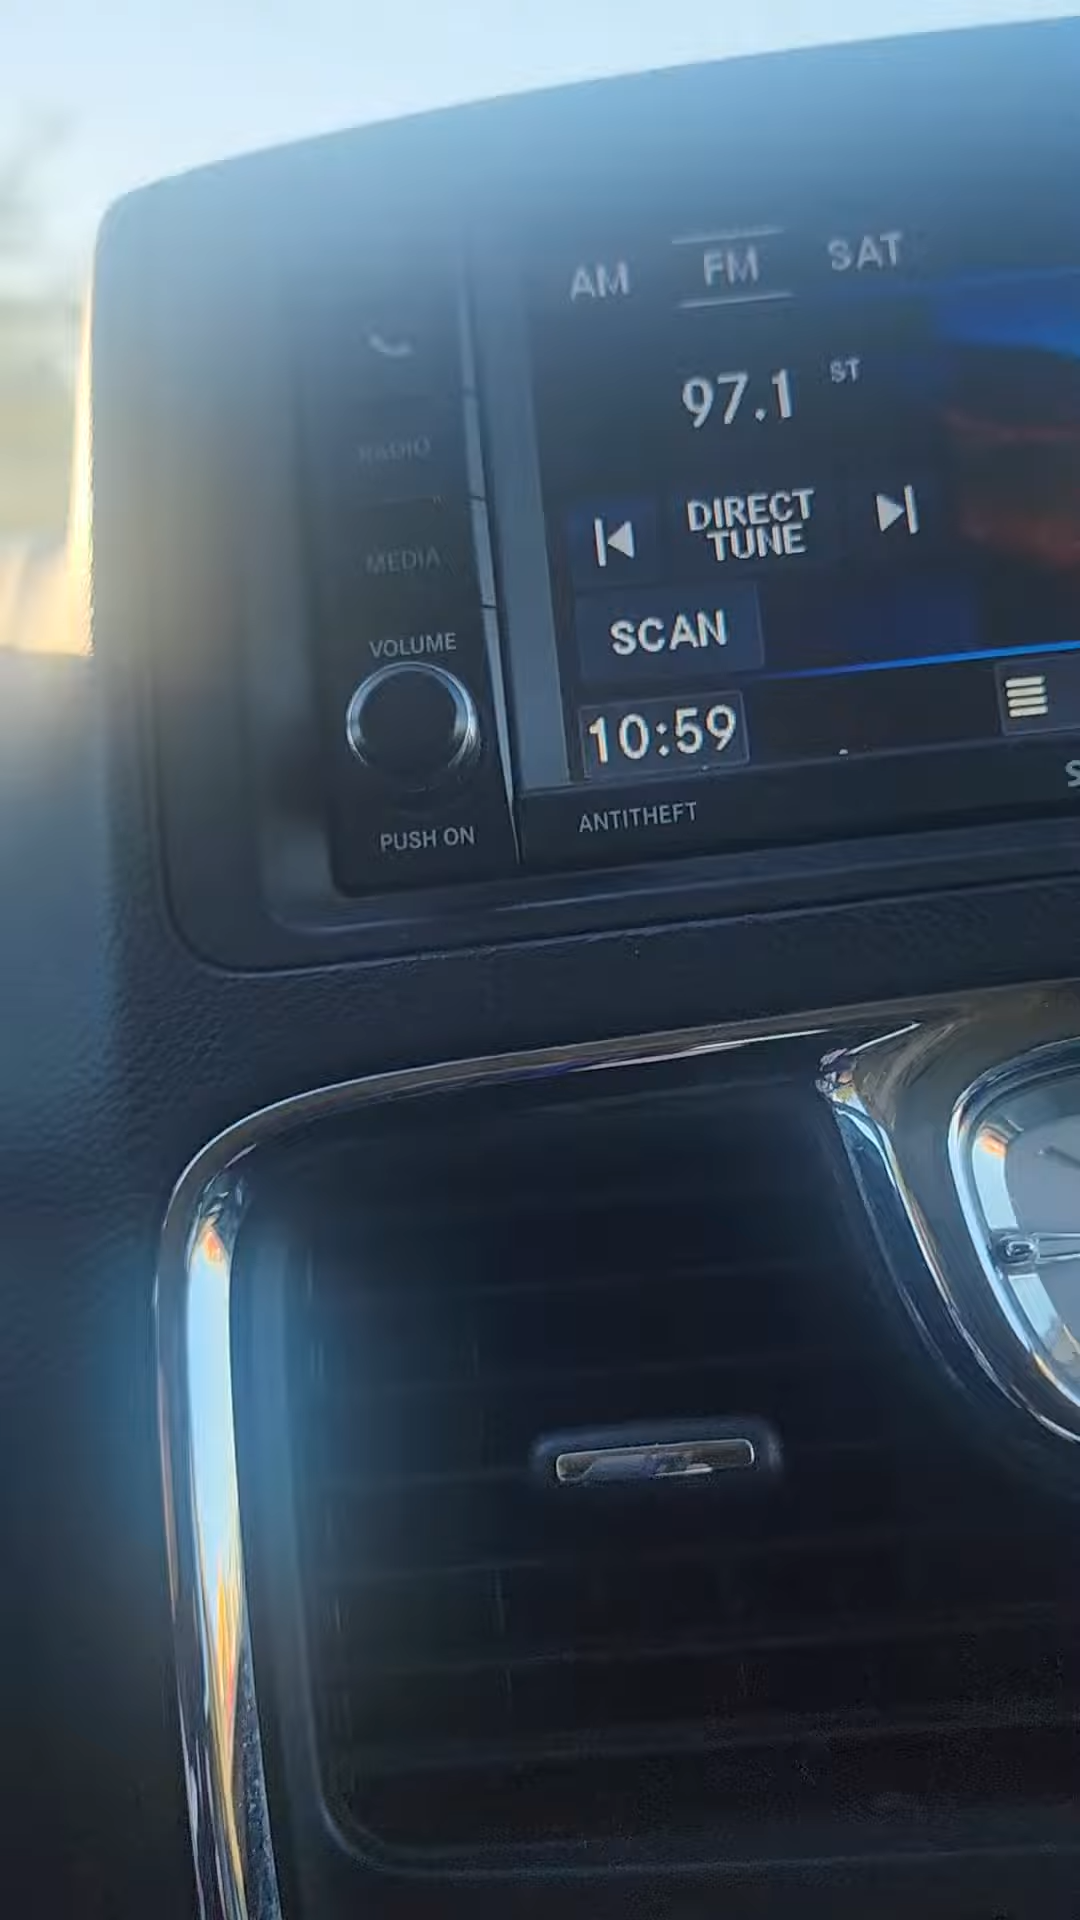 AM FM SAT
97.1 ST
RADIO
DIRECT
TUNE
MEDIA
SCAN
VOLUME
10:59
ANTITHEFT
PUSH ON